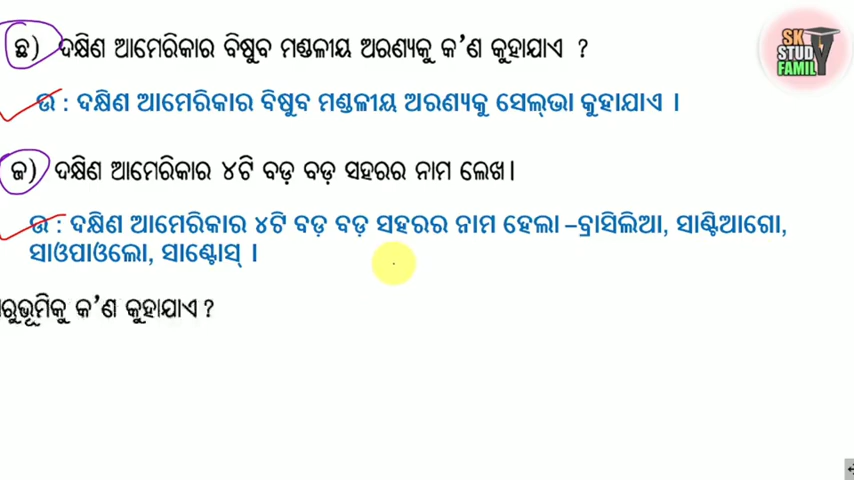 ଛ) ଦକ୍ଷିଣ ଆମେରିକାର ବିଷୁବ ମଣ୍ଡଳୀୟ ଅରଣ୍ୟକୁ କ’ଣ କୁହାଯାଏ ?
SK
STUDY
FAMILY
ଉ : ଦକ୍ଷିଣ ଆମେରିକାର ବିଷୁବ ମଣ୍ଡଳୀୟ ଅରଣ୍ୟକୁ ସେଲ୍‌ଭା କୁହାଯାଏ ।
ଜ) ଦକ୍ଷିଣ ଆମେରିକାର ୪ଟି ବଡ଼ ବଡ଼ ସହରର ନାମ ଲେଖ।
ଉ : ଦକ୍ଷିଣ ଆମେରିକାର ୪ଟି ବଡ଼ ବଡ଼ ସହରର ନାମ ହେଲା –ବ୍ରାସିଲିଆ, ସାଣ୍ଟିଆଗୋ,
ସାଓପାଓଲୋ, ସାଣ୍ଟୋସ୍ ।
କ’ଣ କୁହାଯାଏ ?